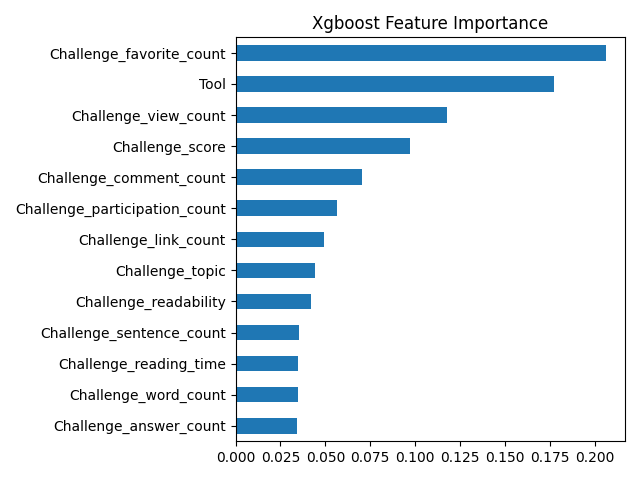 Xgboost Feature Importance
Challenge_favorite_count
Tool
Challenge_view_count
Challenge_score
Challenge_comment_count
Challenge_participation_count
Challenge_link_count
Challenge_topic
Challenge_readability
Challenge_sentence_count
Challenge_reading_time
Challenge_word_count
Challenge_answer_count
0.000 0.025 0.050 0.075 0.100 0.125 0.150 0.175 0.200